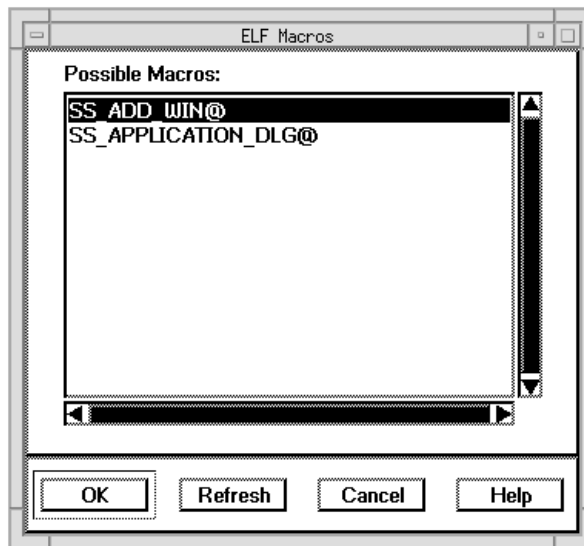 ELF Macros
Possible Macros:
SS_ADD_WIN@
SS_APPLICATION_DLG@
OK Refresh Cancel Help